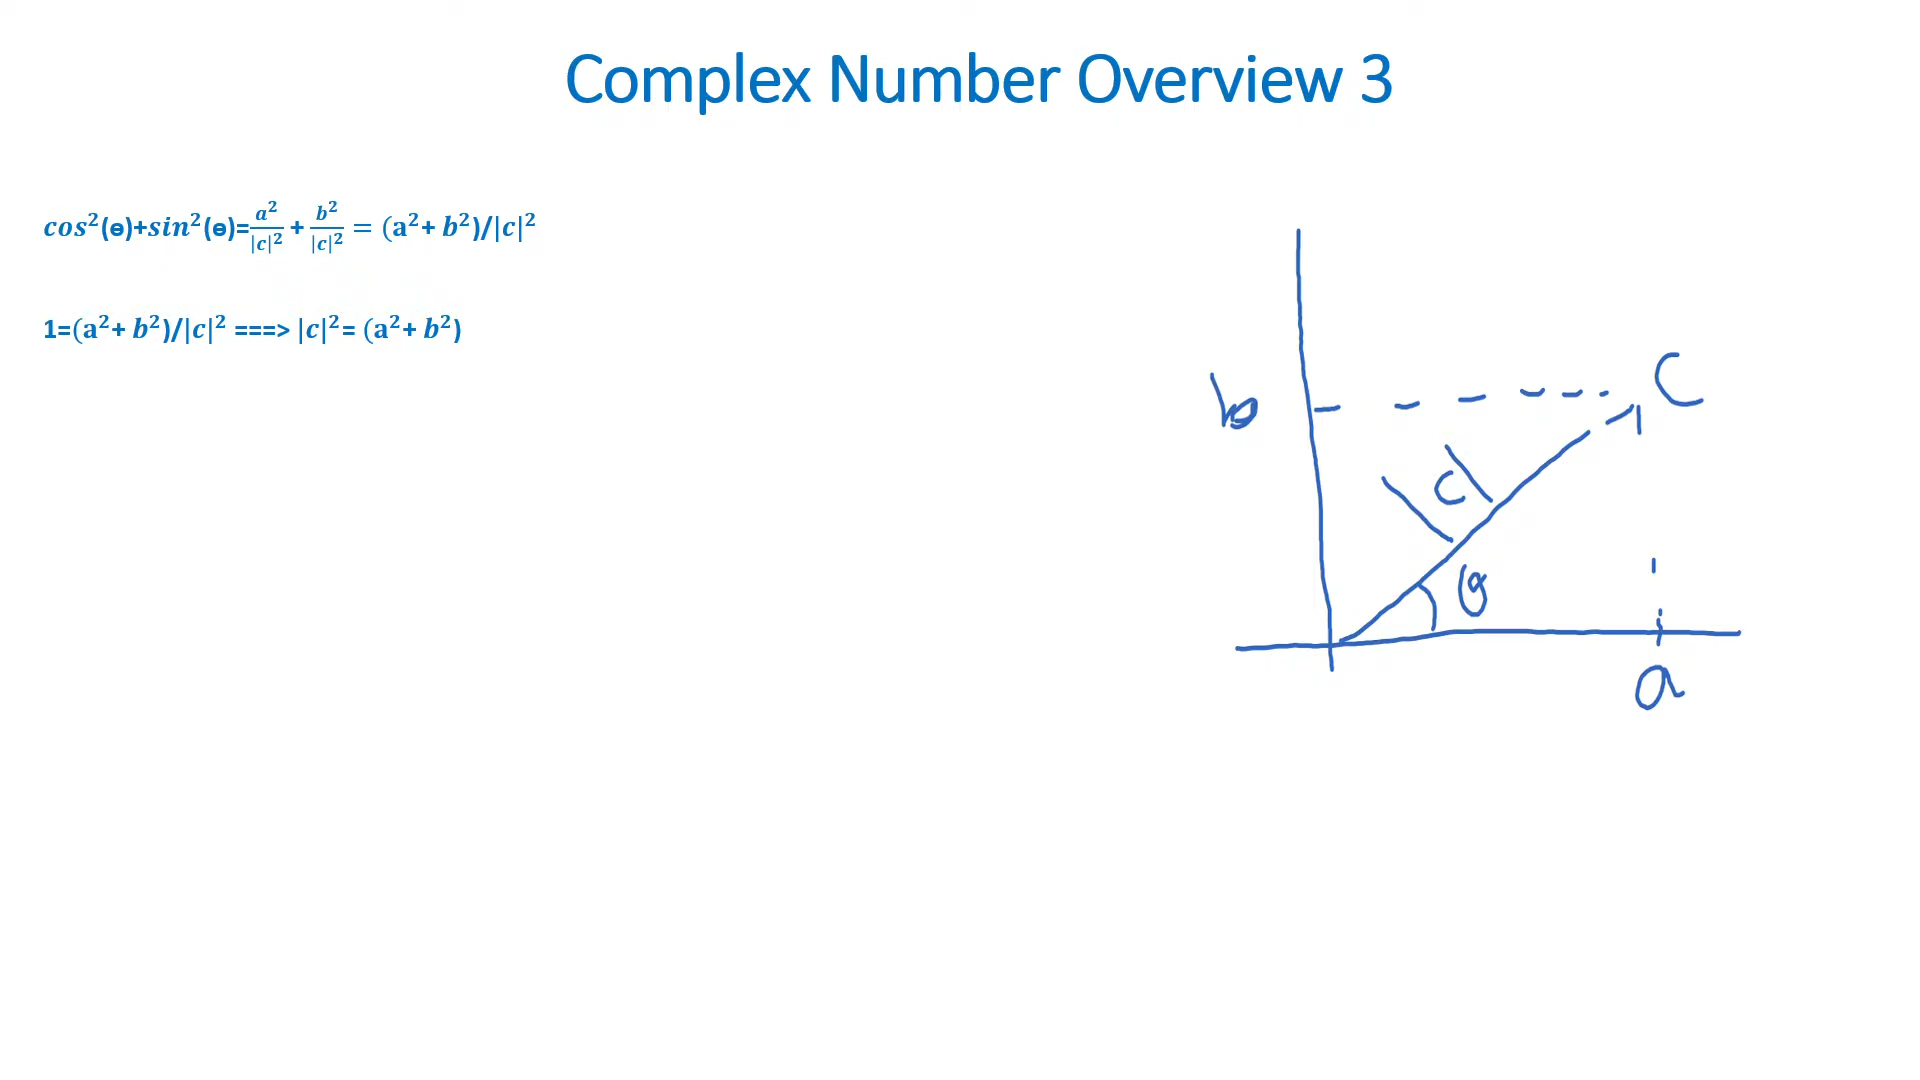 Complex Number Overview 3
cos²(ɵ)+sin²(ɵ)=a²/|c|² + b²/|c|² = (a²+ b²)/|c|²
1=(a²+ b²)/|c|² ===> |c|²= (a²+ b²)
b
C
|c|
θ
a